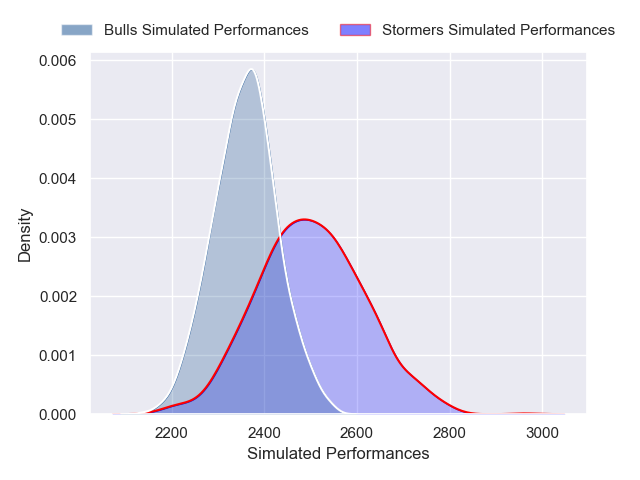 Bulls Simulated Performances Stormers Simulated Performances
0.006
0.005
0.004
0.003
0.002
0.001
0.000
Density
2200 2400 2600 2800 3000
Simulated Performances